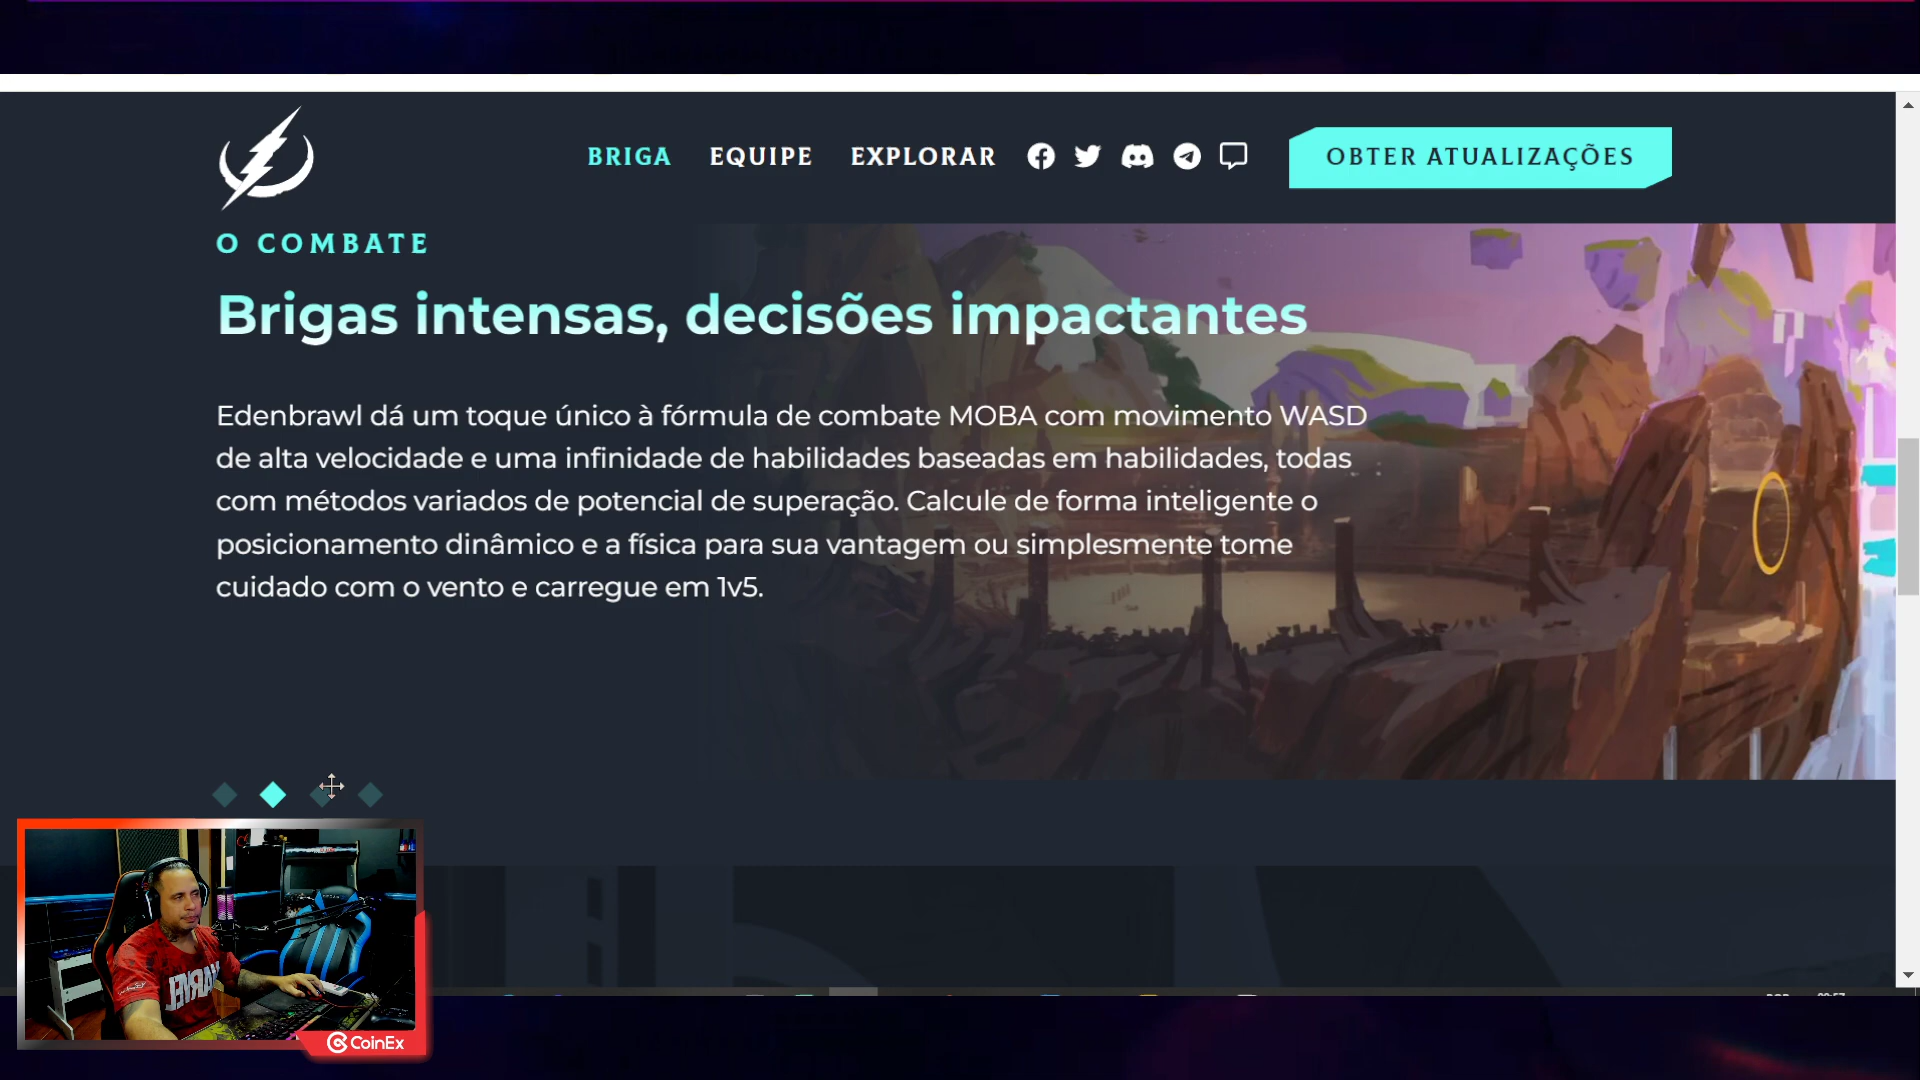 BRIGA EQUIPE EXPLORAR OBTER ATUALIZAÇÕES
O COMBATE
Brigas intensas, decisões impactantes
Edenbrawl dá um toque único à fórmula de combate MOBA com movimento WASD
de alta velocidade e uma infinidade de habilidades baseadas em habilidades, todas
com métodos variados de potencial de superação. Calcule de forma inteligente o
posicionamento dinâmico e a física para sua vantagem ou simplesmente tome
cuidado com o vento e carregue em 1v5.
MARVEL
CoinEx